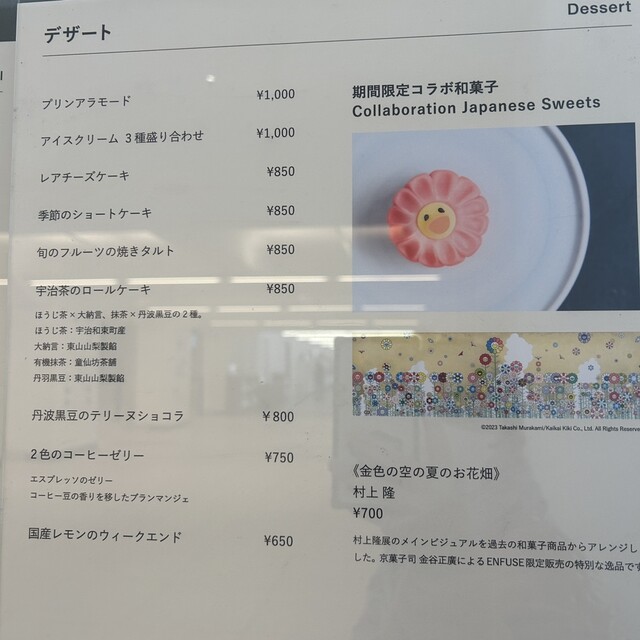 Dessert
デザート
プリンアラモード ¥1,000
アイスクリーム 3種盛り合わせ ¥1,000
レアチーズケーキ ¥850
季節のショートケーキ ¥850
旬のフルーツの焼きタルト ¥850
宇治茶のロールケーキ ¥850
ほうじ茶×大納言、抹茶×丹波黒豆の2種。
ほうじ茶：宇治和束町産
大納言：東山山梨製餡
有機抹茶：童仙坊茶舗
丹羽黒豆：東山山梨製餡
丹波黒豆のテリーヌショコラ ¥800
2色のコーヒーゼリー ¥750
エスプレッソのゼリー
コーヒー豆の香りを移したブランマンジェ
国産レモンのウィークエンド ¥650
期間限定コラボ和菓子
Collaboration Japanese Sweets
©2023 Takashi Murakami/Kaikai Kiki Co., Ltd. All Rights Reserve
《金色の空の夏のお花畑》
村上 隆
¥700
村上隆展のメインビジュアルを過去の和菓子商品からアレンジし
した。京菓子司 金谷正廣によるENFUSE限定販売の特別な逸品です